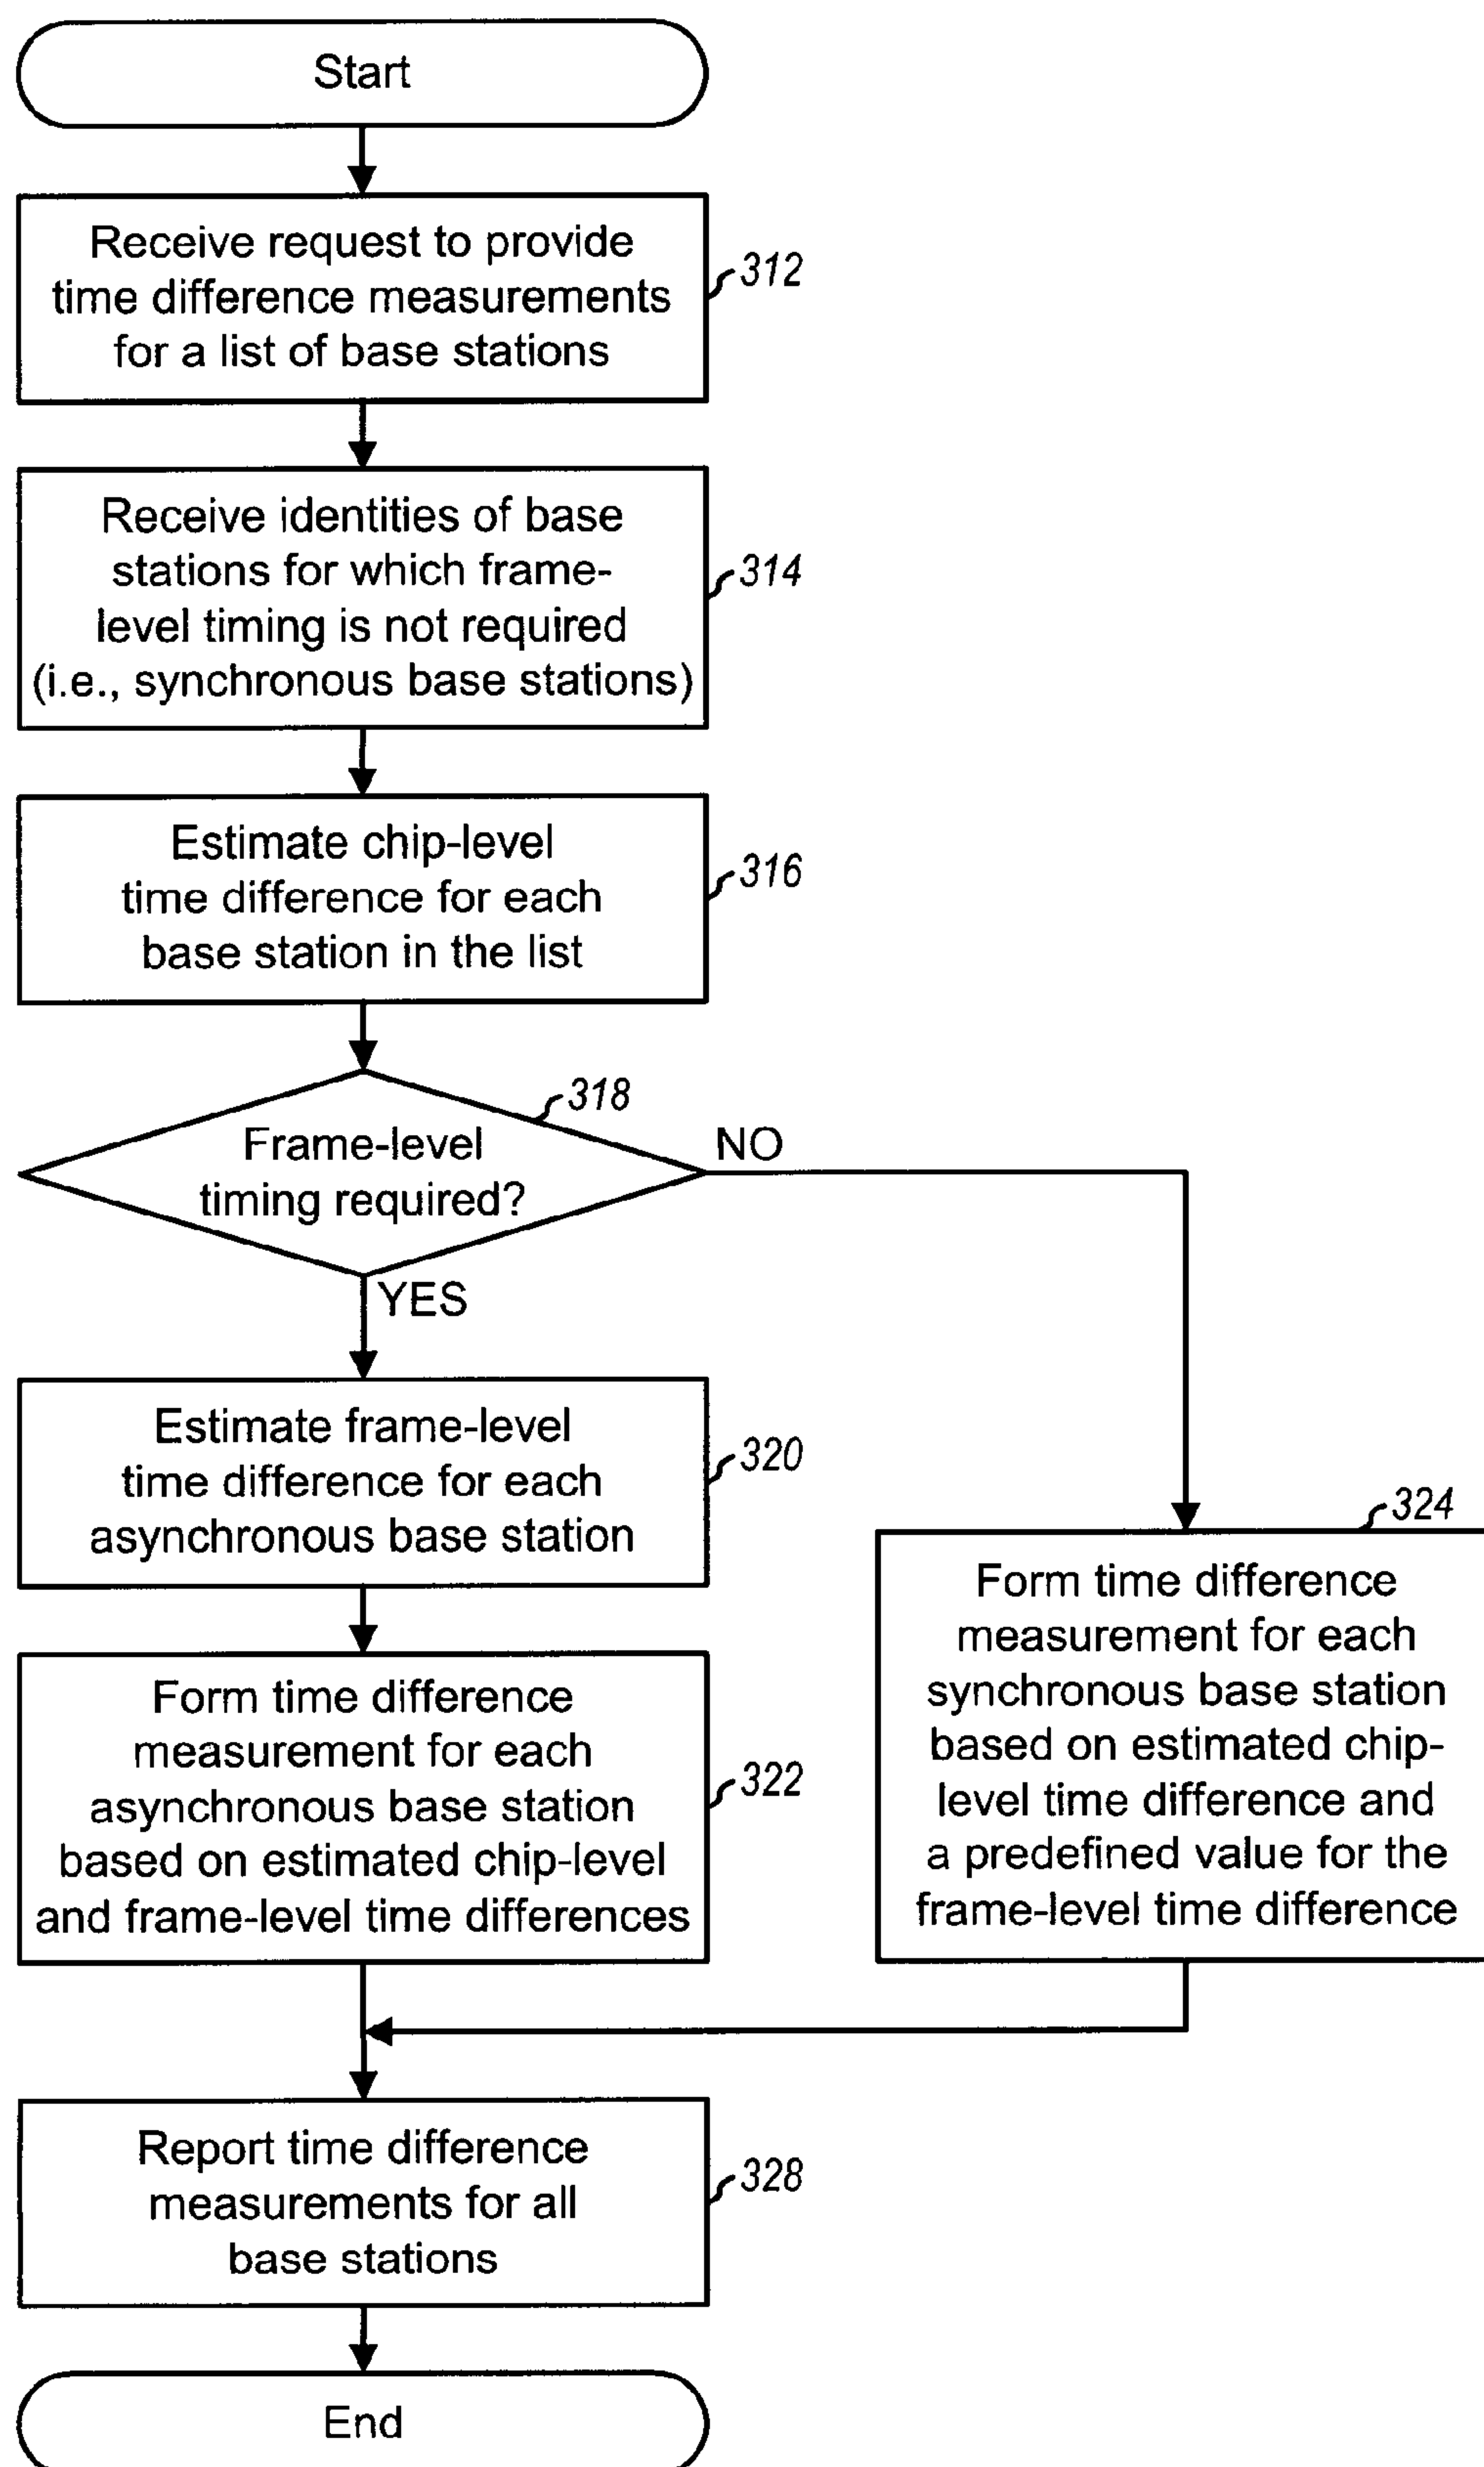 Start
Receive request to provide
time difference measurements
for a list of base stations
312
Receive identities of base
stations for which frame-
level timing is not required
(i.e., synchronous base stations)
314
Estimate chip-level
time difference for each
base station in the list
316
318
Frame-level
timing required?
NO
YES
Estimate frame-level
time difference for each
asynchronous base station
320
Form time difference
measurement for each
asynchronous base station
based on estimated chip-level
and frame-level time differences
322
324
Form time difference
measurement for each
synchronous base station
based on estimated chip-
level time difference and
a predefined value for the
frame-level time difference
Report time difference
measurements for all
base stations
328
End